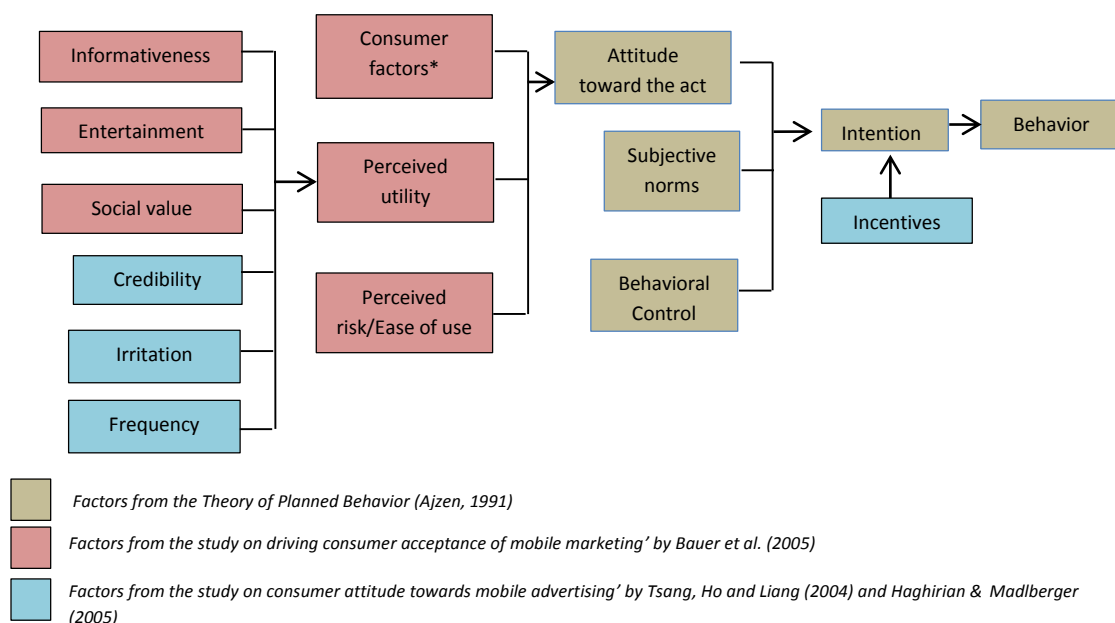 Informativeness
Entertainment
Social value
Credibility
Irritation
Frequency
Consumer
factors*
Perceived
utility
Perceived
risk/Ease of use
Attitude
toward the act
Subjective
norms
Behavioral
Control
Intention
Incentives
Behavior
Factors from the Theory of Planned Behavior (Ajzen, 1991)
Factors from the study on driving consumer acceptance of mobile marketing’ by Bauer et al. (2005)
Factors from the study on consumer attitude towards mobile advertising’ by Tsang, Ho and Liang (2004) and Haghirian & Madlberger
(2005)